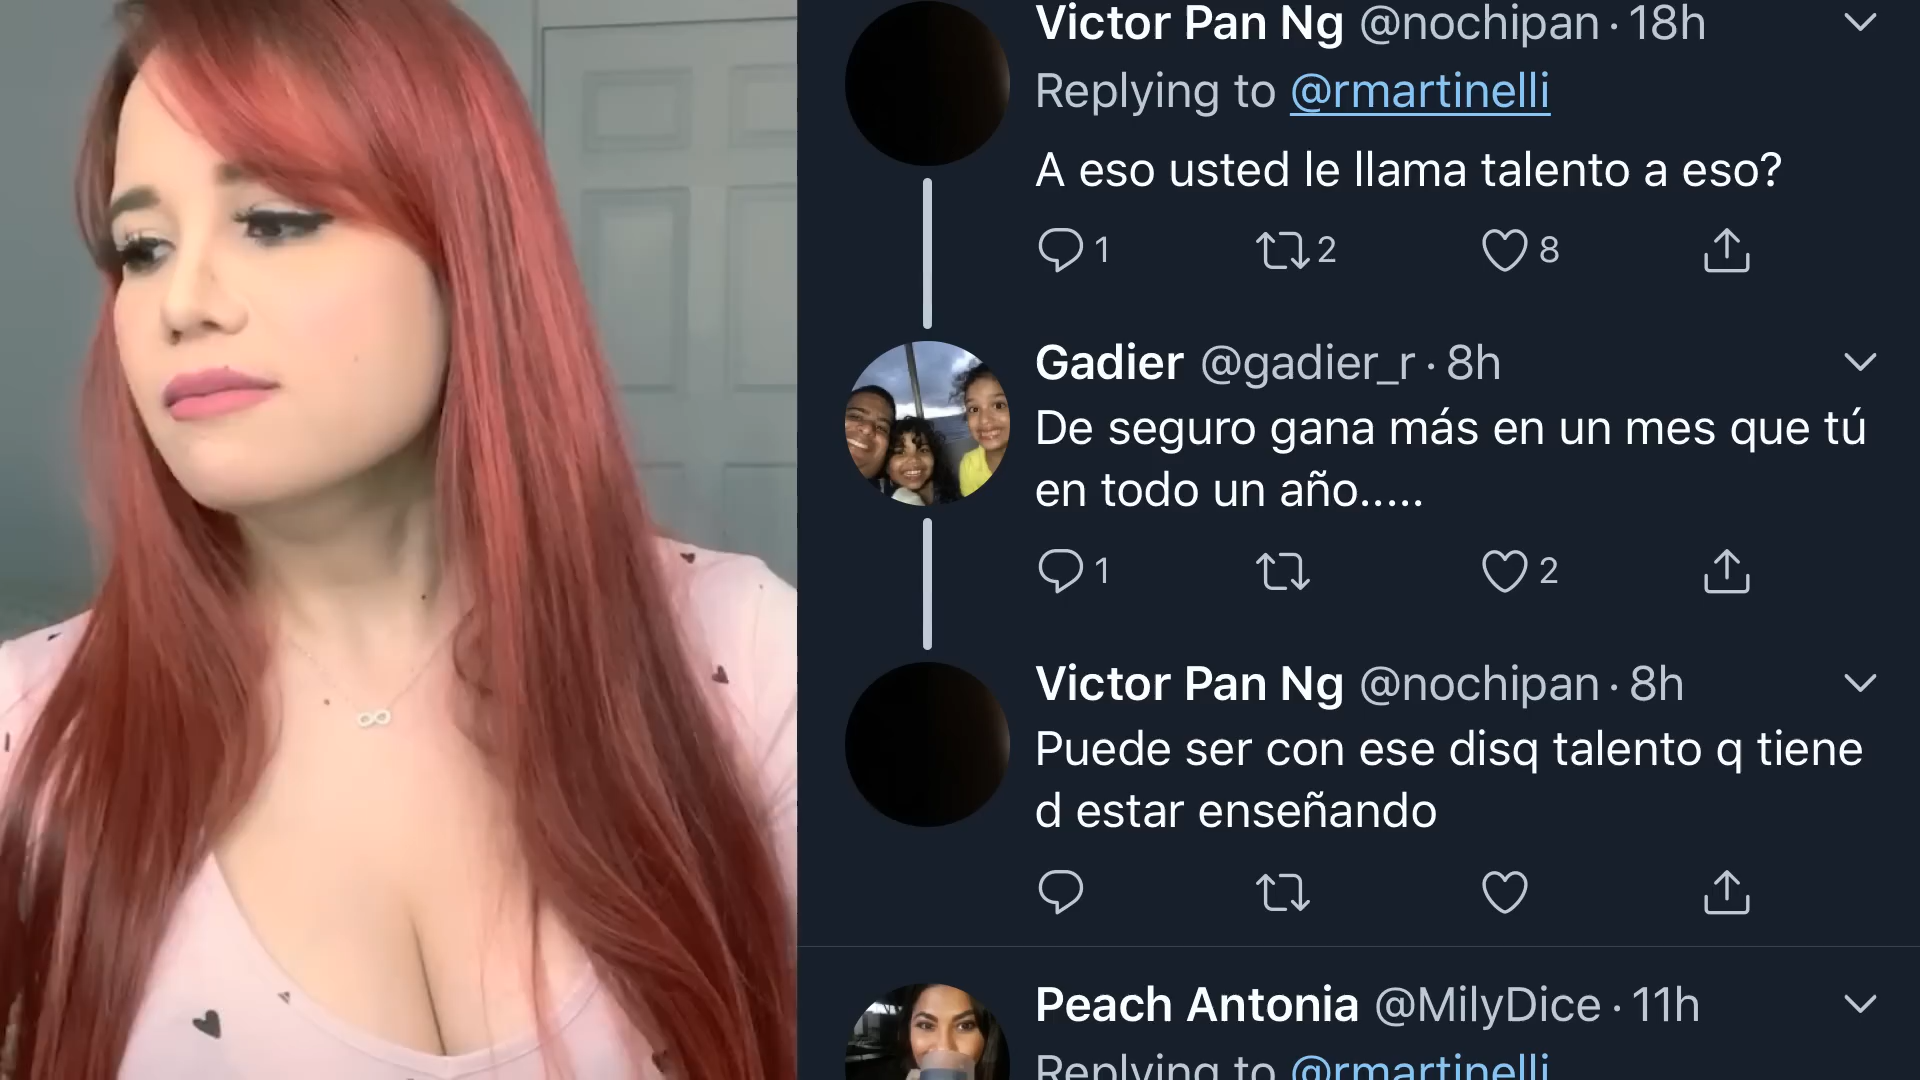 Victor Pan Ng @nochipan · 18h
Replying to @rmartinelli
A eso usted le llama talento a eso?
1 2 8
Gadier @gadier_r · 8h
De seguro gana más en un mes que tú
en todo un año.....
1 2
Victor Pan Ng @nochipan · 8h
Puede ser con ese disq talento q tiene
d estar enseñando
Peach Antonia @MilyDice · 11h
Replying to @rmartinelli